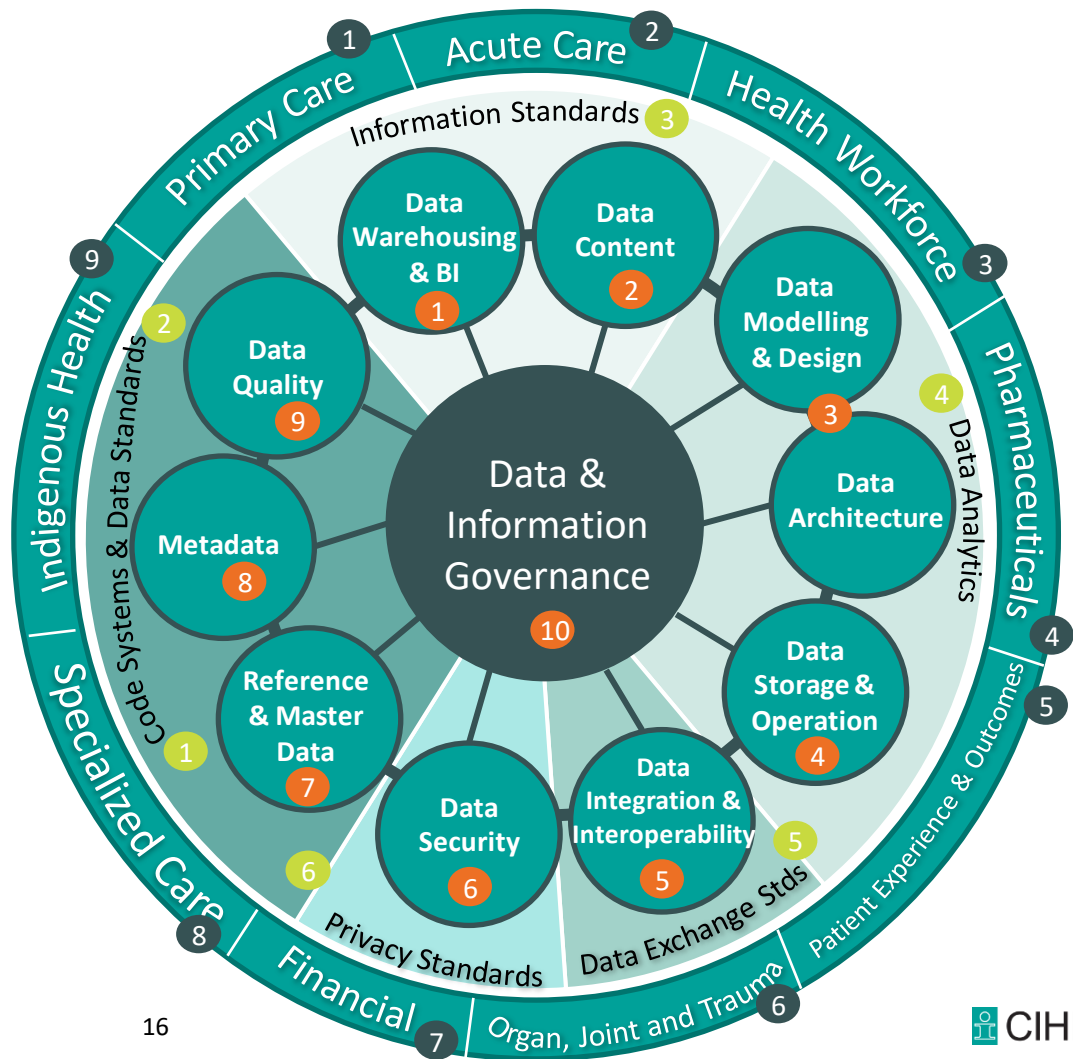 1
Primary Care
Acute Care
2
Health Workforce
3
Pharmaceuticals
4
Patient Experience & Outcomes
5
Organ, Joint and Trauma
6
Financial
7
Specialized Care
8
Indigenous Health
9
Information Standards
3
Data Analytics
4
Data Exchange Stds
5
Privacy Standards
6
Code Systems & Data Standards
1
2
Data
Warehousing
& BI
1
Data
Content
2
Data
Modelling
& Design
3
Data
Architecture
Data
Storage &
Operation
4
Data
Integration &
Interoperability
5
Data
Security
6
Reference
& Master
Data
7
Metadata
8
Data
Quality
9
Data &
Information
Governance
10
16
CIH